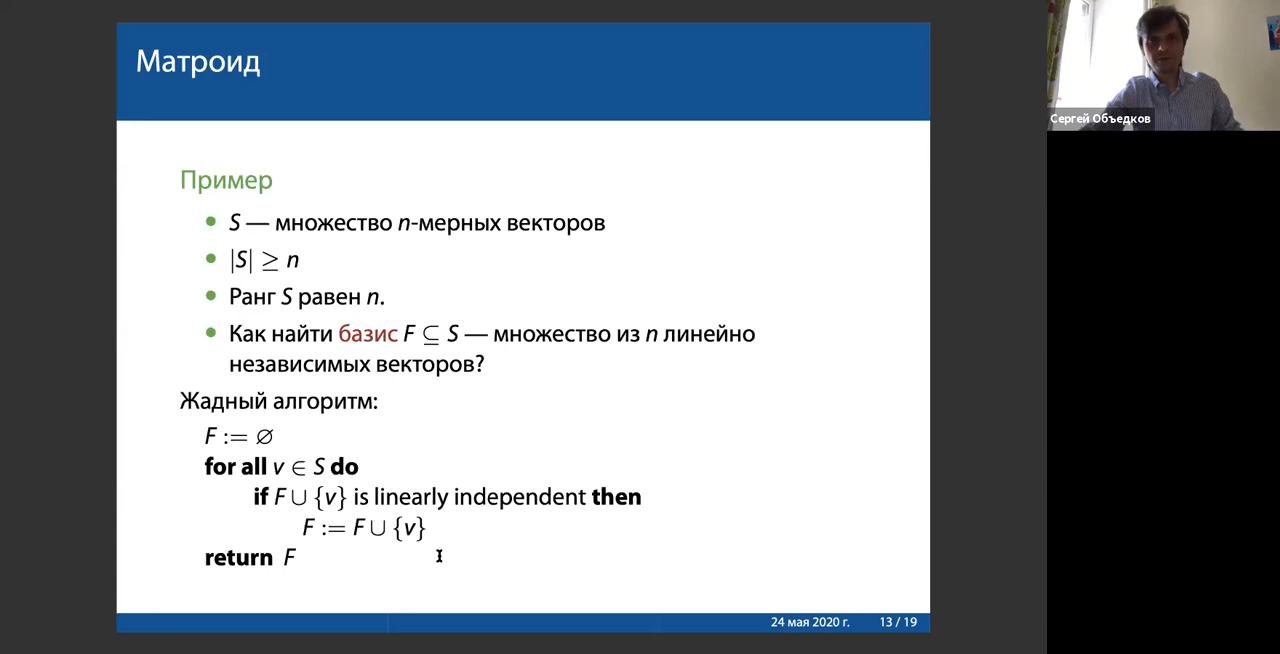 Матроид
Сергей Объедков
Пример
• S — множество n-мерных векторов
• |S| ≥ n
• Ранг S равен n.
• Как найти базис F ⊆ S — множество из n линейно
независимых векторов?
Жадный алгоритм:
F := ∅
for all v ∈ S do
if F ∪ {v} is linearly independent then
F := F ∪ {v}
return F
24 мая 2020 г. 13 / 19